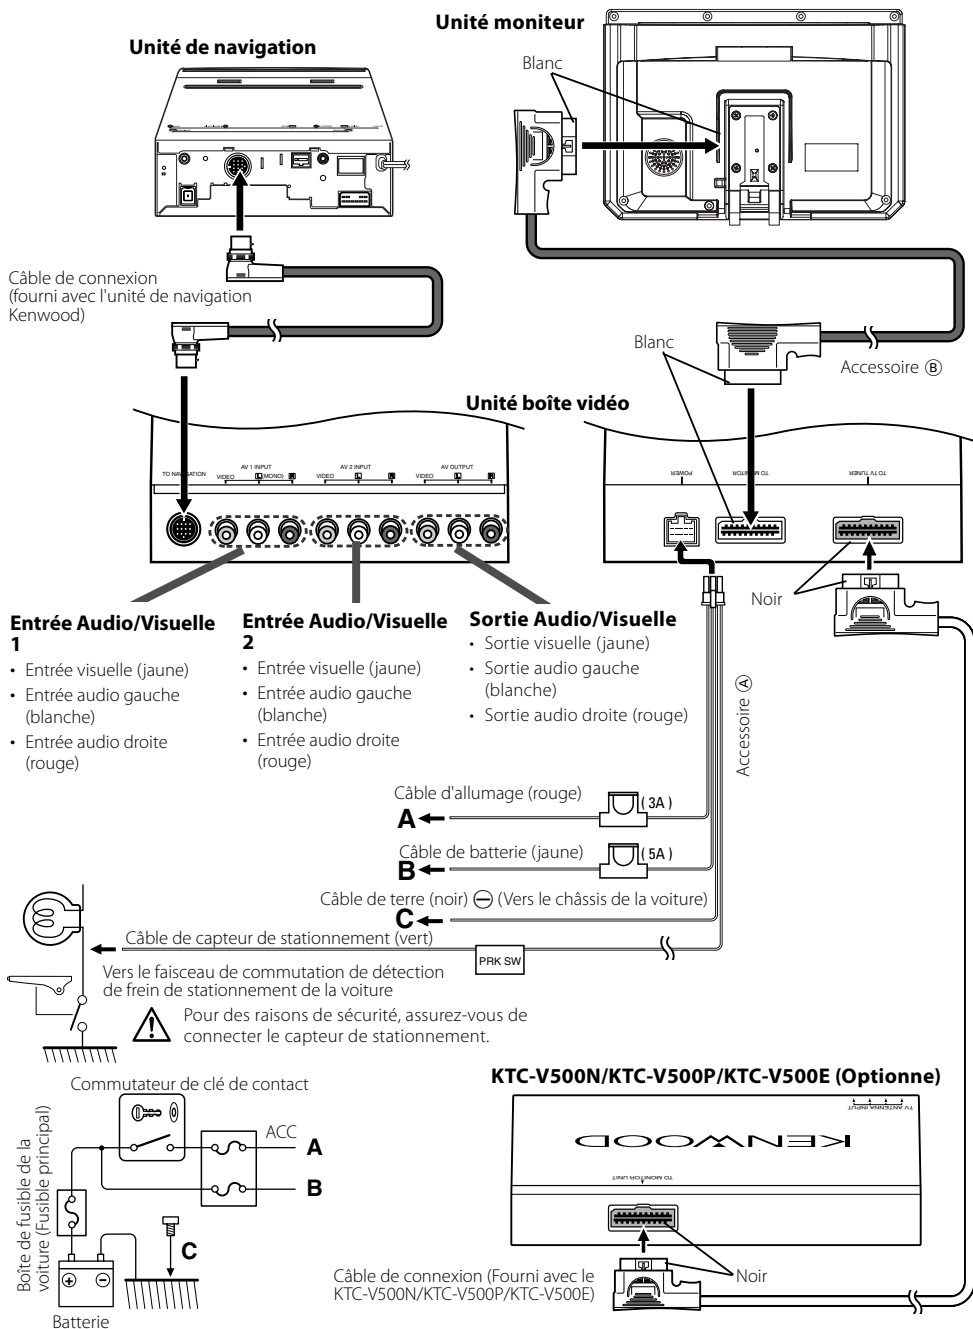 Unité moniteur
Unité de navigation
Blanc
Câble de connexion
(fourni avec l'unité de navigation
Kenwood)
Blanc
Accessoire Ⓑ
Unité boîte vidéo
TO NAVIGATION
AV 1 INPUT
VIDEO L (MONO) R
AV 2 INPUT
VIDEO L R
AV OUTPUT
VIDEO L R
POWER
TO MONITOR
TO TV TUNER
Noir
Entrée Audio/Visuelle
1
• Entrée visuelle (jaune)
• Entrée audio gauche
(blanche)
• Entrée audio droite
(rouge)
Entrée Audio/Visuelle
2
• Entrée visuelle (jaune)
• Entrée audio gauche
(blanche)
• Entrée audio droite
(rouge)
Sortie Audio/Visuelle
• Sortie visuelle (jaune)
• Sortie audio gauche
(blanche)
• Sortie audio droite (rouge)
Accessoire Ⓐ
Câble d'allumage (rouge)
A
( 3A )
Câble de batterie (jaune)
B
( 5A )
Câble de terre (noir) ⊖ (Vers le châssis de la voiture)
C
Câble de capteur de stationnement (vert)
PRK SW
Vers le faisceau de commutation de détection
de frein de stationnement de la voiture
Pour des raisons de sécurité, assurez-vous de
connecter le capteur de stationnement.
Commutateur de clé de contact
ACC
A
B
C
Boîte de fusible de la
voiture (Fusible principal)
Batterie
KTC-V500N/KTC-V500P/KTC-V500E (Optionne)
TV ANTENNA INPUT
KENWOOD
TO MONITOR UNIT
Noir
Câble de connexion (Fourni avec le
KTC-V500N/KTC-V500P/KTC-V500E)